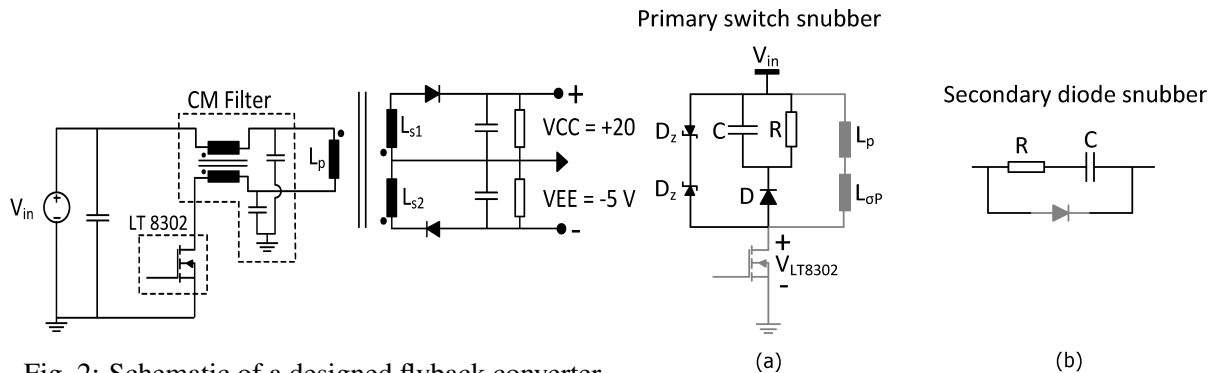 Primary switch snubber
CM Filter
V_in
+
-
LT 8302
L_p
L_s1
L_s2
+
VCC = +20
VEE = -5 V
-
V_in
D_z
C
R
L_p
D_z
D
L_σP
+
V_LT8302
-
Secondary diode snubber
R
C
(a)
(b)
Fig. 2: Schematic of a designed flyback converter